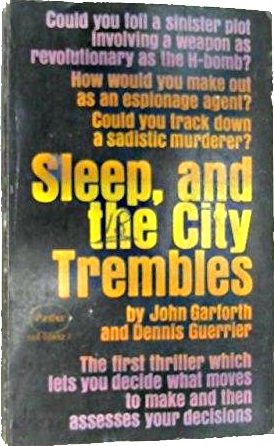 Could you foil a sinister plot
involving a weapon as
revolutionary as the H-bomb?
How would you make out
as an espionage agent?
Could you track down
a sadistic murderer?
Sleep, and
the City
Trembles
by John Garforth
and Dennis Guerrier
Panther
The first thriller which
lets you decide what moves
to make and then
assesses your decisions